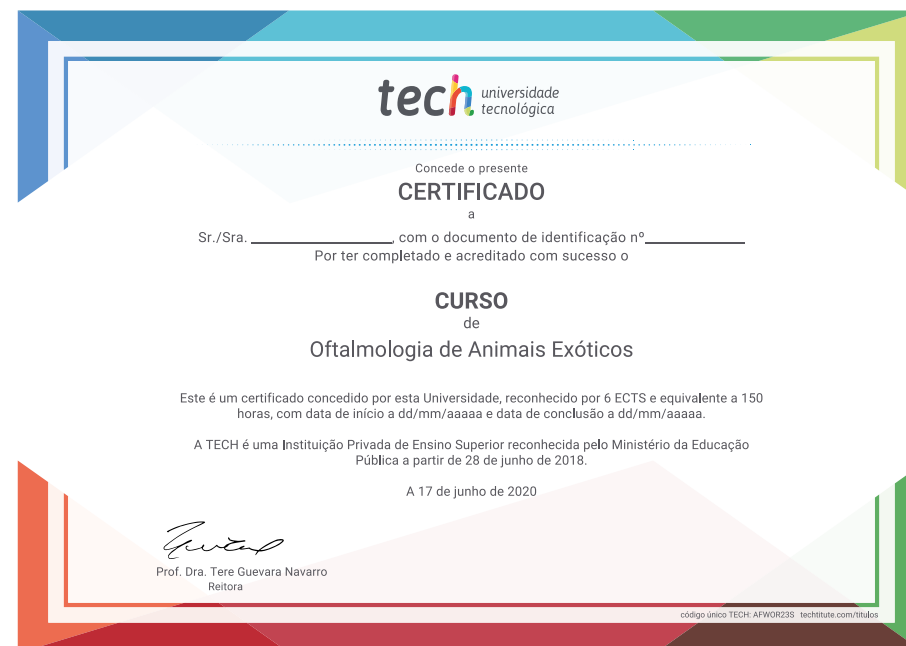 tech universidade
tecnológica
Concede o presente
CERTIFICADO
a
Sr./Sra. , com o documento de identificação nº
Por ter completado e acreditado com sucesso o
CURSO
de
Oftalmologia de Animais Exóticos
Este é um certificado concedido por esta Universidade, reconhecido por 6 ECTS e equivalente a 150
horas, com data de início a dd/mm/aaaaa e data de conclusão a dd/mm/aaaaa.
A TECH é uma Instituição Privada de Ensino Superior reconhecida pelo Ministério da Educação
Pública a partir de 28 de junho de 2018.
A 17 de junho de 2020
Prof. Dra. Tere Guevara Navarro
Reitora
código único TECH: AFWOR23S techtitute.com/titulos